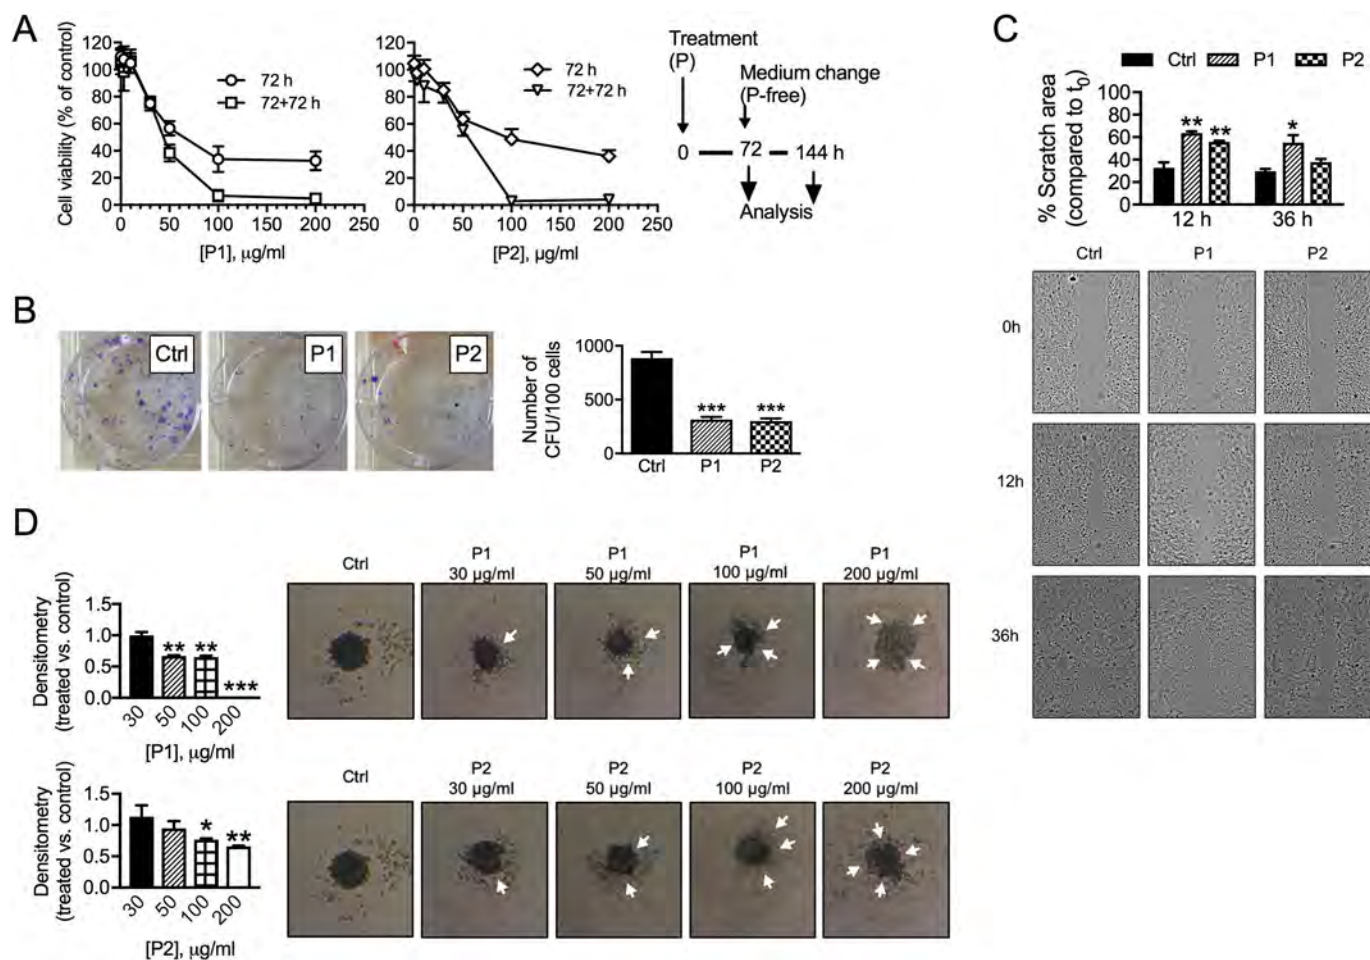 A
120
100
80
60
40
20
0
Cell viability (% of control)
72 h
72+72 h
0 50 100 150 200 250
[P1], μg/ml
120
100
80
60
40
20
0
72 h
72+72 h
0 50 100 150 200 250
[P2], μg/ml
Treatment
(P)
Medium change
(P-free)
0 72 144 h
Analysis
B
Ctrl P1 P2
Number of
CFU/100 cells
1000
500
0
*** ***
Ctrl P1 P2
C
Ctrl P1 P2
% Scratch area
(compared to t0)
100
80
60
40
20
0
** ** *
12 h 36 h
Ctrl P1 P2
0h
12h
36h
D
Densitometry
(treated vs. control)
1.5
1.0
0.5
0.0
** ** ***
30 50 100 200
[P1], μg/ml
Ctrl
P1
30 μg/ml
P1
50 μg/ml
P1
100 μg/ml
P1
200 μg/ml
Densitometry
(treated vs. control)
1.5
1.0
0.5
0.0
* **
30 50 100 200
[P2], μg/ml
Ctrl
P2
30 μg/ml
P2
50 μg/ml
P2
100 μg/ml
P2
200 μg/ml